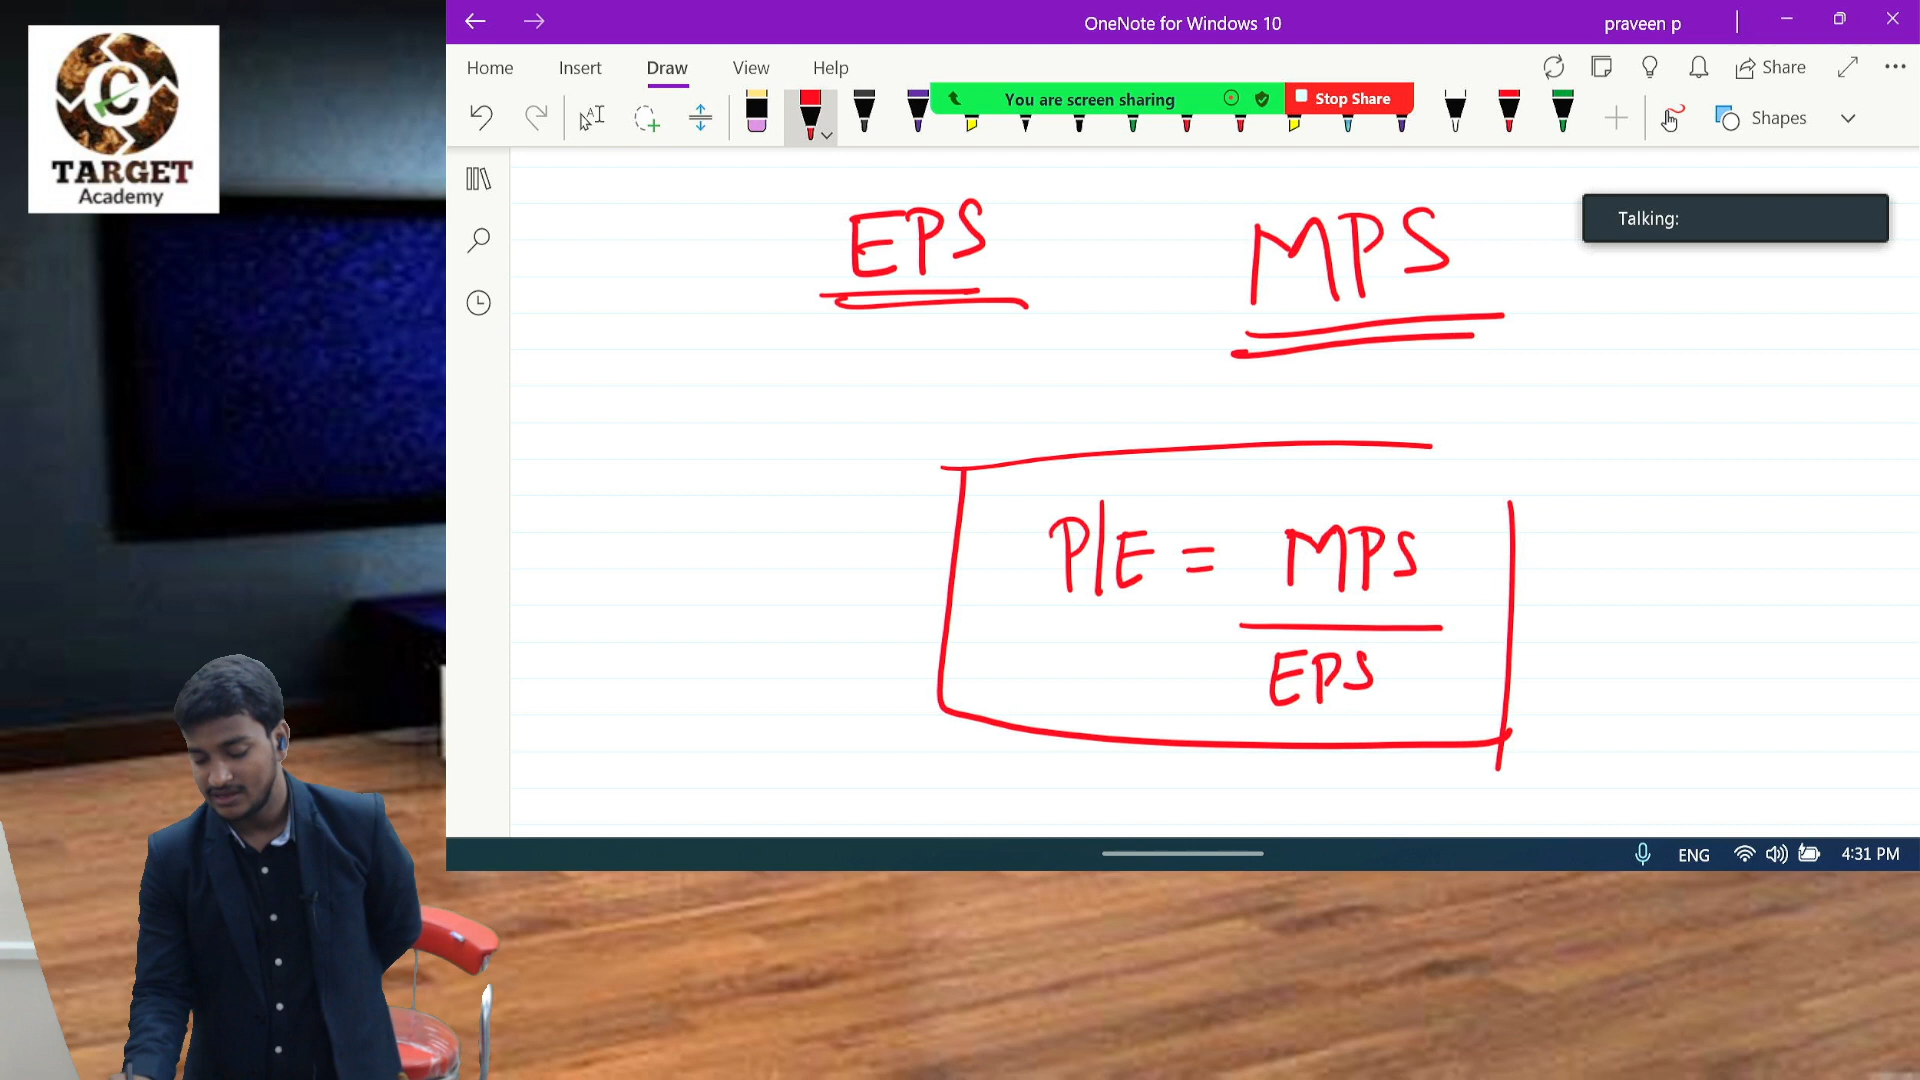 C
TARGET
Academy
OneNote for Windows 10
praveen p
Home Insert Draw View Help
Share
You are screen sharing
Stop Share
Shapes
Talking:
EPS MPS
P/E = MPS
EPS
ENG 4:31 PM